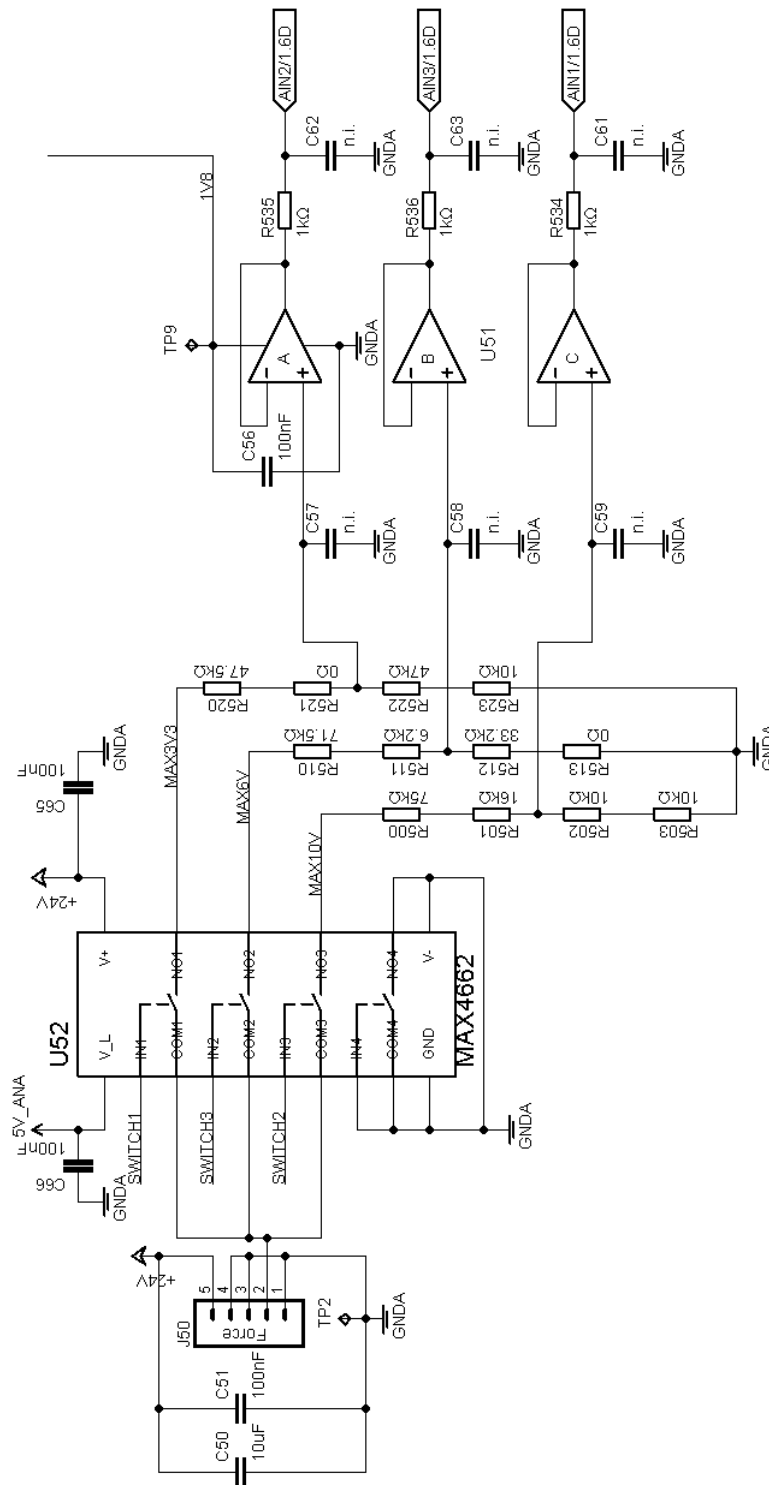 AIN2/1.6D
AIN3/1.6D
AIN1/1.6D
C62
n.i.
GNDA
C63
n.i.
GNDA
C61
n.i.
GNDA
1V8
R535
1kΩ
R536
1kΩ
R534
1kΩ
TP9
A
-
+
GNDA
B
-
+
U51
C
-
+
C56
100nF
C57
n.i.
GNDA
C58
n.i.
GNDA
C59
n.i.
GNDA
47.5kΩ
R520
0Ω
R521
47kΩ
R522
10kΩ
R523
71.5kΩ
R510
6.2kΩ
R511
33.2kΩ
R512
0Ω
R513
75kΩ
R500
16kΩ
R501
10kΩ
R502
10kΩ
R503
GNDA
MAX3V3
MAX6V
MAX10V
C65
100nF
GNDA
+24V
U52
V+
V_L
IN1
COM1
NO1
IN2
COM2
NO2
IN3
COM3
NO3
IN4
COM4
NO4
GND
V-
MAX4662
5V_ANA
100nF
C66
GNDA
SWITCH1
SWITCH3
SWITCH2
GNDA
+24V
J50
Force
5
4
3
2
1
TP2
GNDA
C51
100nF
C50
10uF